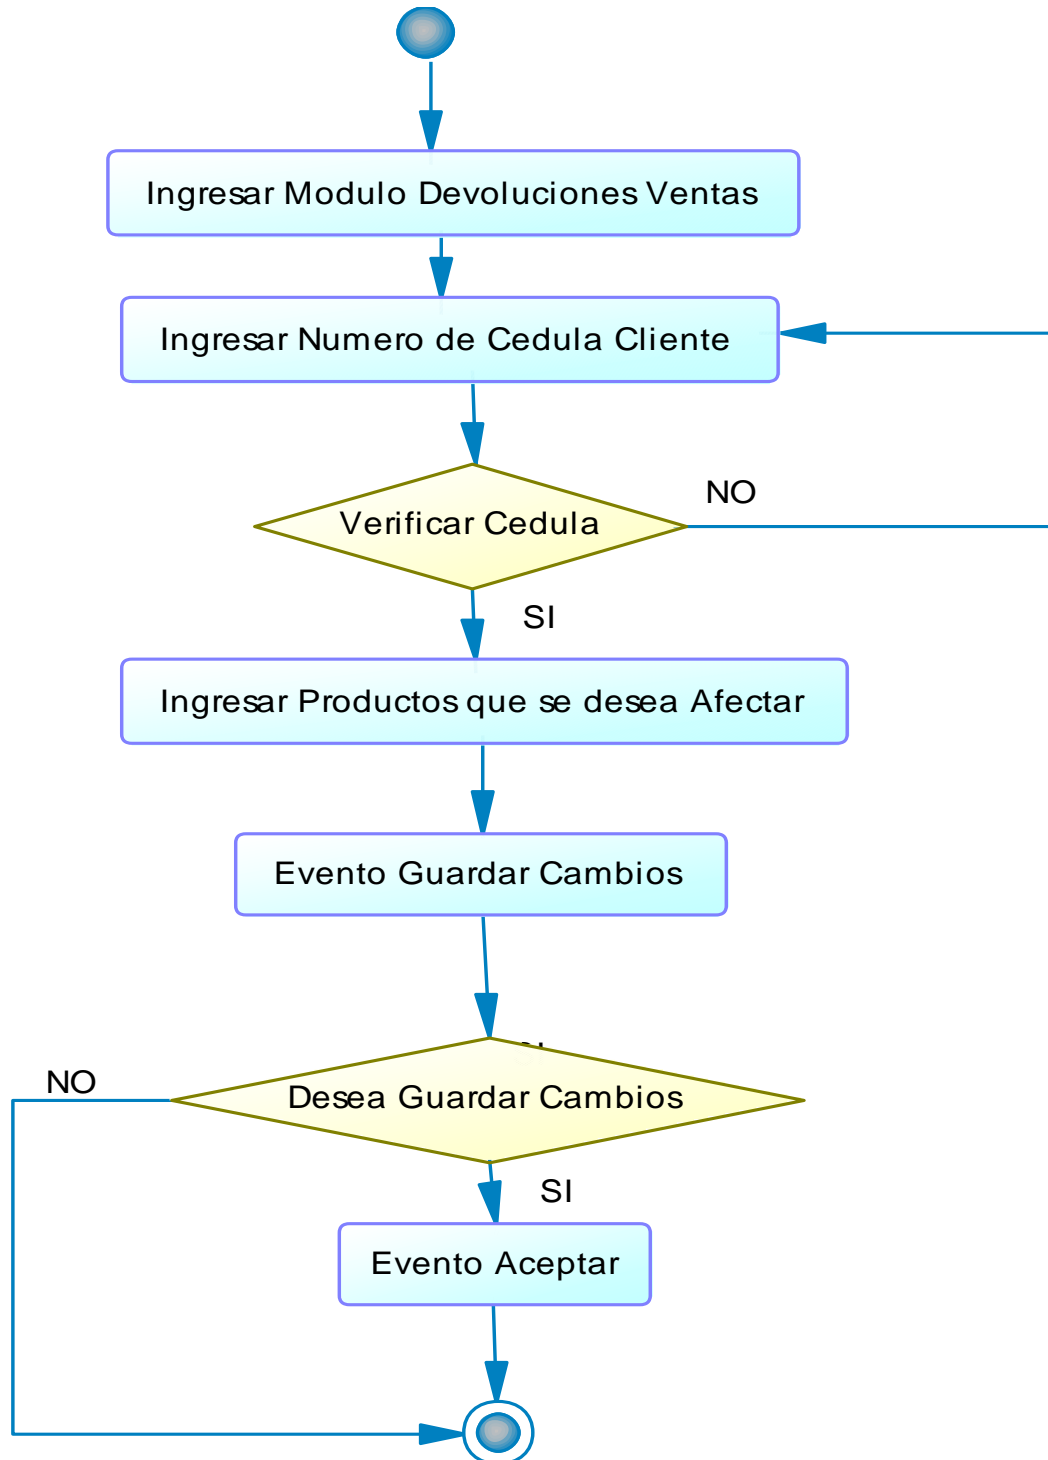 Ingresar Modulo Devoluciones Ventas
Ingresar Numero de Cedula Cliente
NO
Verificar Cedula
SI
Ingresar Productos que se desea Afectar
Evento Guardar Cambios
NO
Desea Guardar Cambios
SI
Evento Aceptar